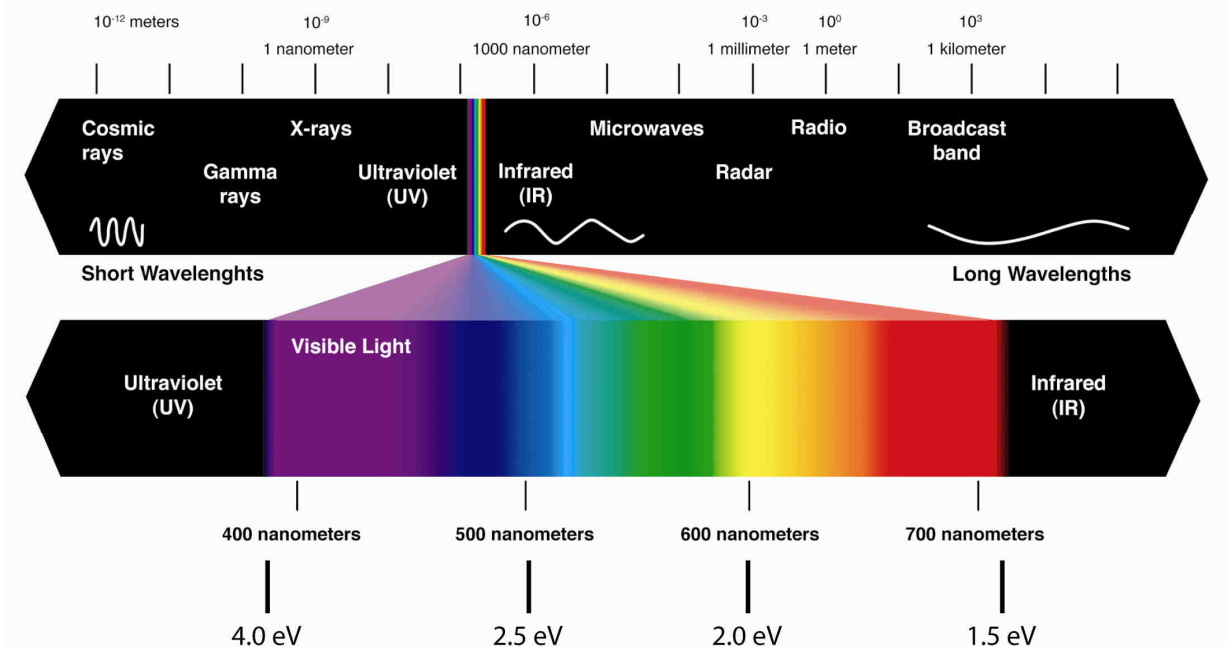 10⁻¹² meters 10⁻⁹ 10⁻⁶ 10⁻³ 10⁰ 10³
1 nanometer 1000 nanometer 1 millimeter 1 meter 1 kilometer
Cosmic
rays
Gamma
rays
X-rays
Ultraviolet
(UV)
Infrared
(IR)
Microwaves
Radar
Radio
Broadcast
band
Short Wavelenghts
Long Wavelengths
Visible Light
Ultraviolet
(UV)
Infrared
(IR)
400 nanometers 500 nanometers 600 nanometers 700 nanometers
4.0 eV 2.5 eV 2.0 eV 1.5 eV